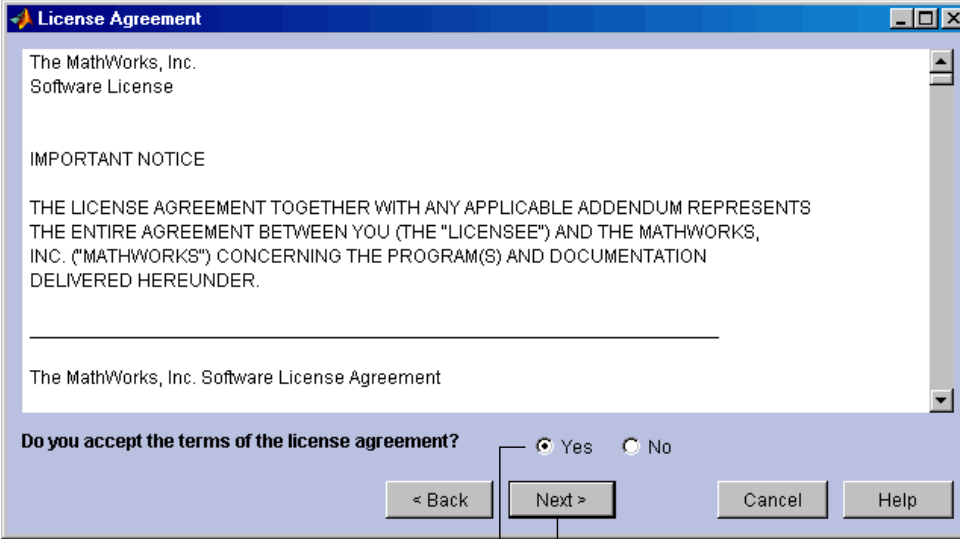 License Agreement
The MathWorks, Inc.
Software License
IMPORTANT NOTICE
THE LICENSE AGREEMENT TOGETHER WITH ANY APPLICABLE ADDENDUM REPRESENTS
THE ENTIRE AGREEMENT BETWEEN YOU (THE "LICENSEE") AND THE MATHWORKS,
INC. ("MATHWORKS") CONCERNING THE PROGRAM(S) AND DOCUMENTATION
DELIVERED HEREUNDER.
The MathWorks, Inc. Software License Agreement
Do you accept the terms of the license agreement? Yes No
< Back Next > Cancel Help